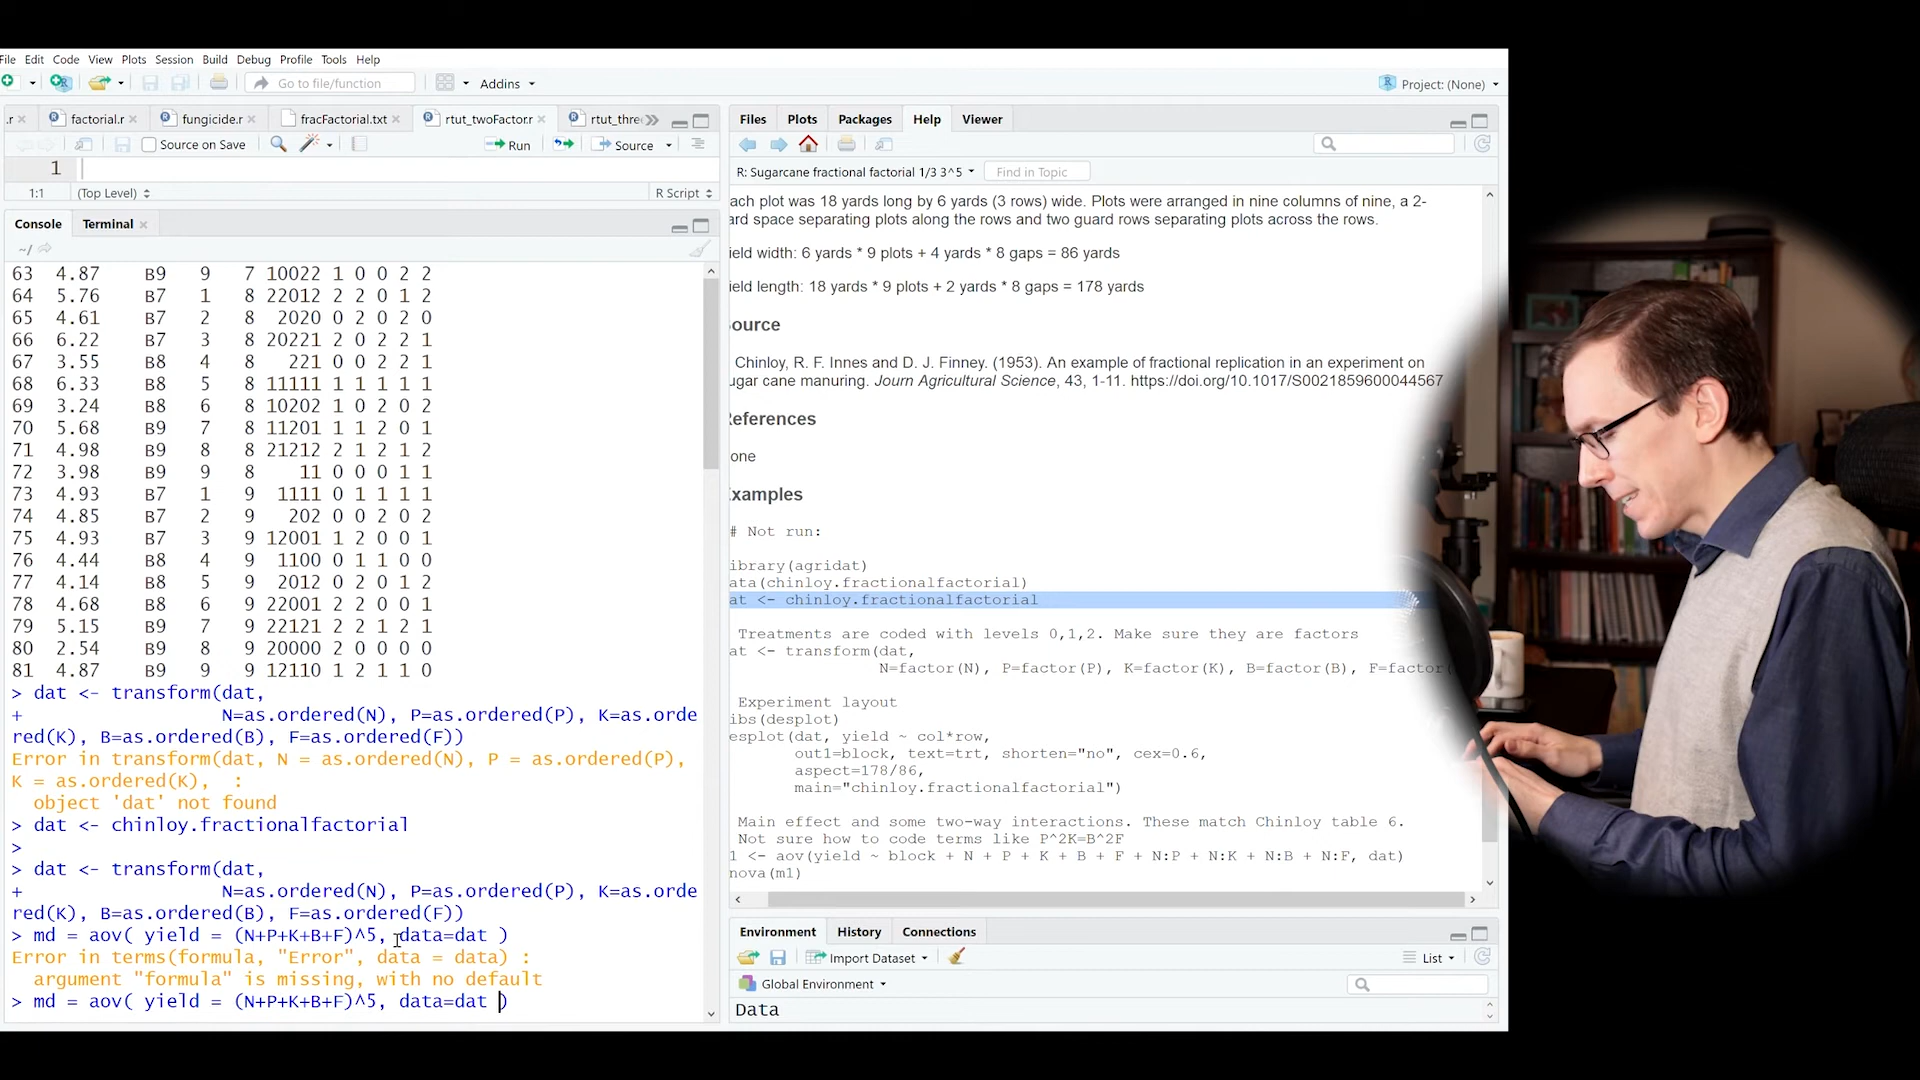 File Edit Code View Plots Session Build Debug Profile Tools Help
Go to file/function Addins Project: (None)
.r factorial.r fungicide.r fracFactorial.txt rtut_twoFactor.r rtut_thre
Source on Save Run Source
1
1:1 (Top Level) R Script
Console Terminal
~/
63 4.87 B9 9 7 10022 1 0 0 2 2
64 5.76 B7 1 8 22012 2 2 0 1 2
65 4.61 B7 2 8 2020 0 2 0 2 0
66 6.22 B7 3 8 20221 2 0 2 2 1
67 3.55 B8 4 8 221 0 0 2 2 1
68 6.33 B8 5 8 11111 1 1 1 1 1
69 3.24 B8 6 8 10202 1 0 2 0 2
70 5.68 B9 7 8 11201 1 1 2 0 1
71 4.98 B9 8 8 21212 2 1 2 1 2
72 3.98 B9 9 8 11 0 0 0 1 1
73 4.93 B7 1 9 1111 0 1 1 1 1
74 4.85 B7 2 9 202 0 0 2 0 2
75 4.93 B7 3 9 12001 1 2 0 0 1
76 4.44 B8 4 9 1100 0 1 1 0 0
77 4.14 B8 5 9 2012 0 2 0 1 2
78 4.68 B8 6 9 22001 2 2 0 0 1
79 5.15 B9 7 9 22121 2 2 1 2 1
80 2.54 B9 8 9 20000 2 0 0 0 0
81 4.87 B9 9 9 12110 1 2 1 1 0
> dat <- transform(dat,
+ N=as.ordered(N), P=as.ordered(P), K=as.orde
red(K), B=as.ordered(B), F=as.ordered(F))
Error in transform(dat, N = as.ordered(N), P = as.ordered(P),
K = as.ordered(K), :
object 'dat' not found
> dat <- chinloy.fractionalfactorial
>
> dat <- transform(dat,
+ N=as.ordered(N), P=as.ordered(P), K=as.orde
red(K), B=as.ordered(B), F=as.ordered(F))
> md = aov( yield = (N+P+K+B+F)^5, data=dat )
Error in terms(formula, "Error", data = data) :
argument "formula" is missing, with no default
> md = aov( yield = (N+P+K+B+F)^5, data=dat )
Files Plots Packages Help Viewer
R: Sugarcane fractional factorial 1/3 3^5 Find in Topic
ach plot was 18 yards long by 6 yards (3 rows) wide. Plots were arranged in nine columns of nine, a 2-
ard space separating plots along the rows and two guard rows separating plots across the rows.
ield width: 6 yards * 9 plots + 4 yards * 8 gaps = 86 yards
ield length: 18 yards * 9 plots + 2 yards * 8 gaps = 178 yards
ource
Chinloy, R. F. Innes and D. J. Finney. (1953). An example of fractional replication in an experiment on
ugar cane manuring. Journ Agricultural Science, 43, 1-11. https://doi.org/10.1017/S0021859600044567
References
one
xamples
# Not run:
ibrary(agridat)
ata(chinloy.fractionalfactorial)
at <- chinloy.fractionalfactorial
Treatments are coded with levels 0,1,2. Make sure they are factors
at <- transform(dat,
N=factor(N), P=factor(P), K=factor(K), B=factor(B), F=factor(
Experiment layout
ibs(desplot)
esplot(dat, yield ~ col*row,
out1=block, text=trt, shorten="no", cex=0.6,
aspect=178/86,
main="chinloy.fractionalfactorial")
Main effect and some two-way interactions. These match Chinloy table 6.
Not sure how to code terms like P^2K=B^2F
1 <- aov(yield ~ block + N + P + K + B + F + N:P + N:K + N:B + N:F, dat)
nova(m1)
Environment History Connections
Import Dataset List
Global Environment
Data